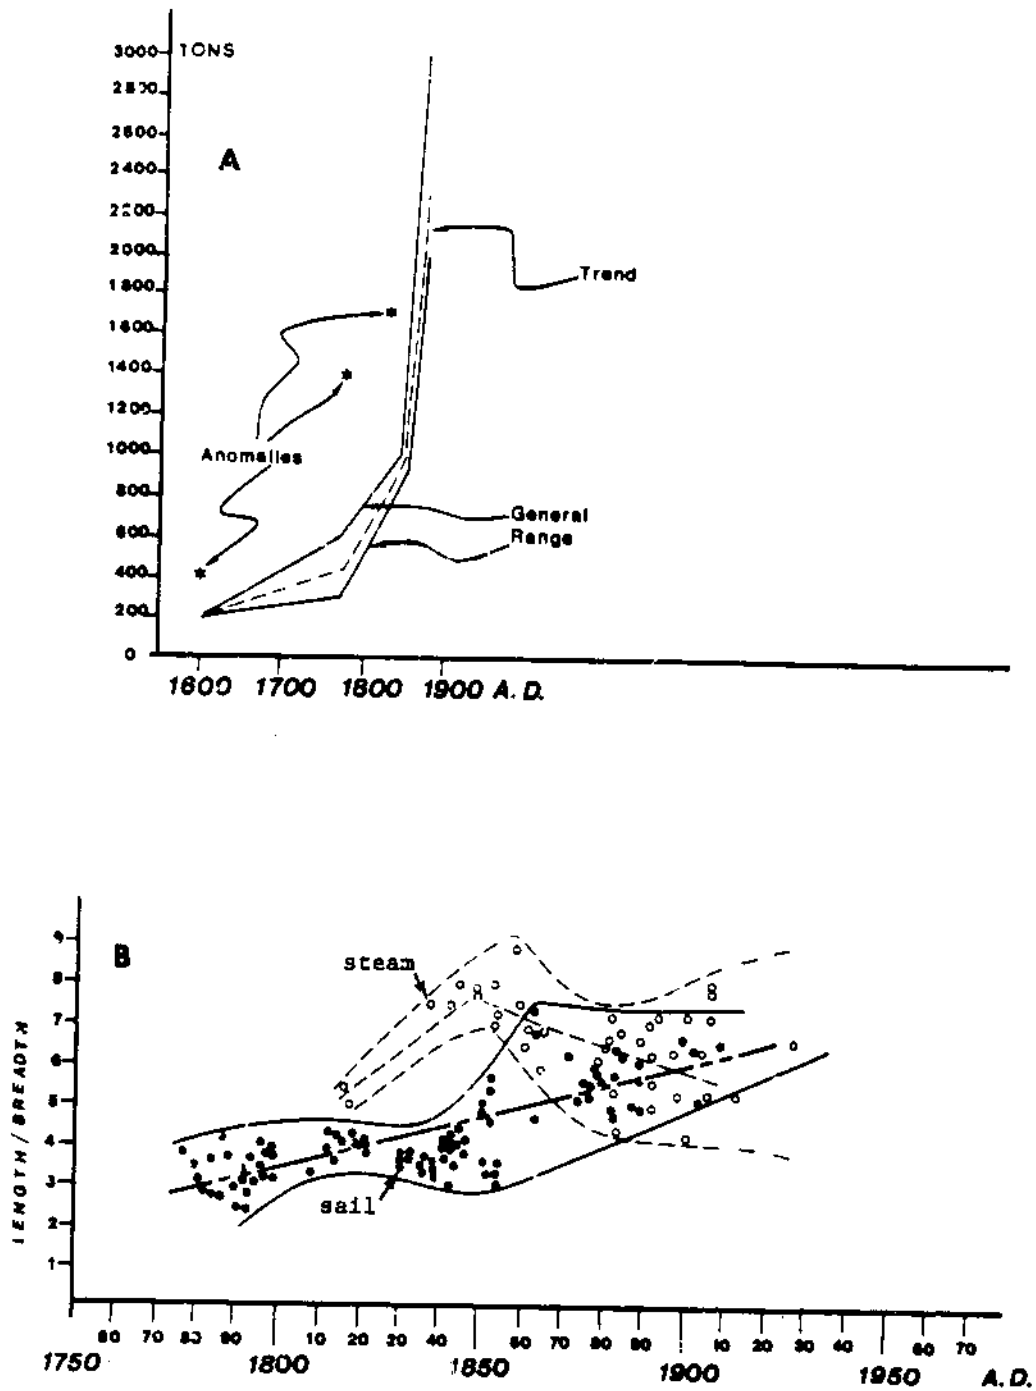 3000 TONS
2800
2600
A
2400
2200
2000
Trend
1800
1600
1400
1200
1000
Anomalies
800
General
600
Range
400
200
0
1600 1700 1800 1900 A.D.
9
B
steam
8
7
6
5
4
3
sail
2
1
LENGTH/BREADTH
60 70 80 90 10 20 30 40 60 70 80 90 10 20 30 40 60 70
1750 1800 1850 1900 1950 A.D.